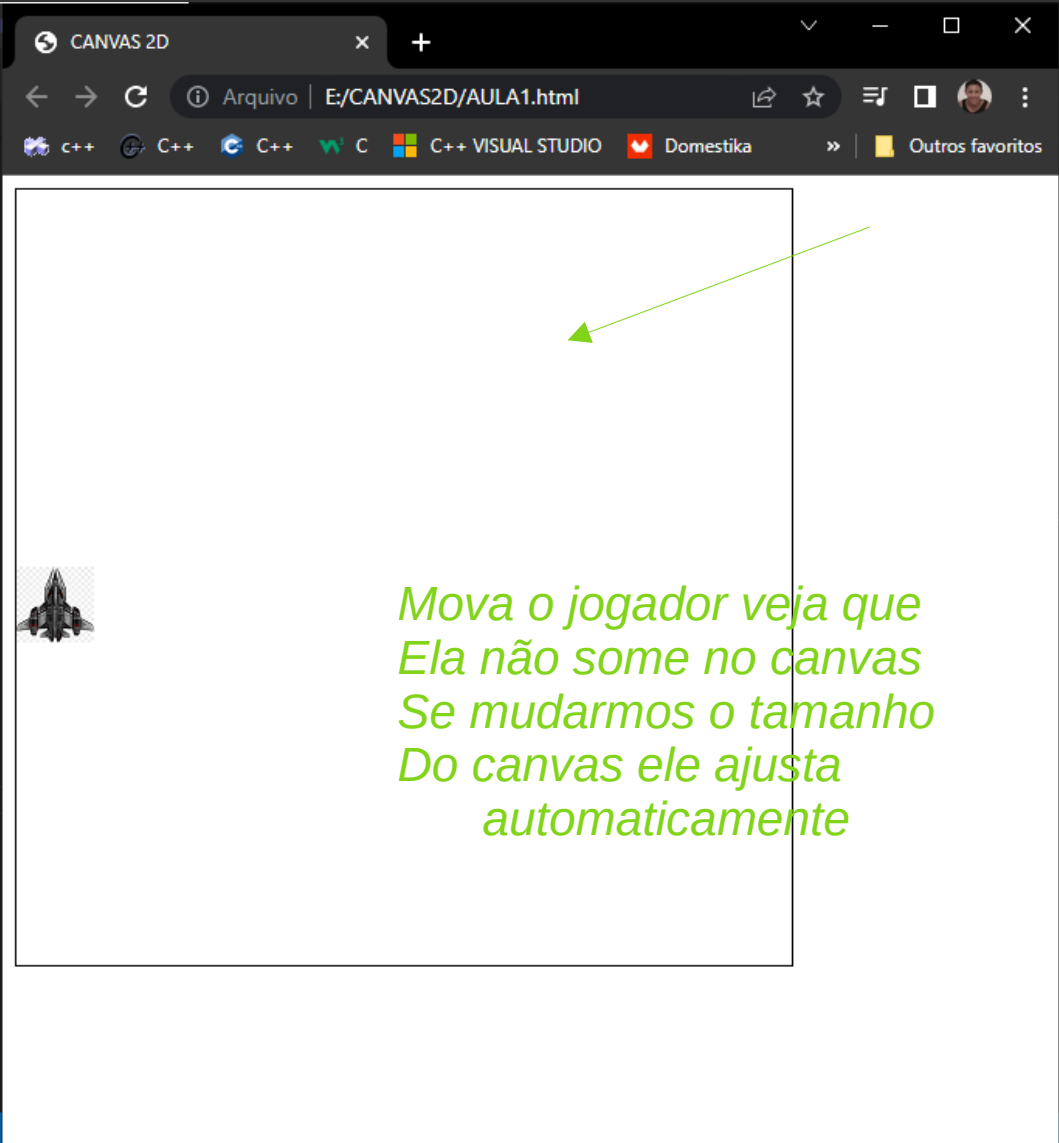 CANVAS 2D
Arquivo | E:/CANVAS2D/AULA1.html
c++ C++ C++ C C++ VISUAL STUDIO Domestika » Outros favoritos
Mova o jogador veja que
Ela não some no canvas
Se mudarmos o tamanho
Do canvas ele ajusta
automaticamente